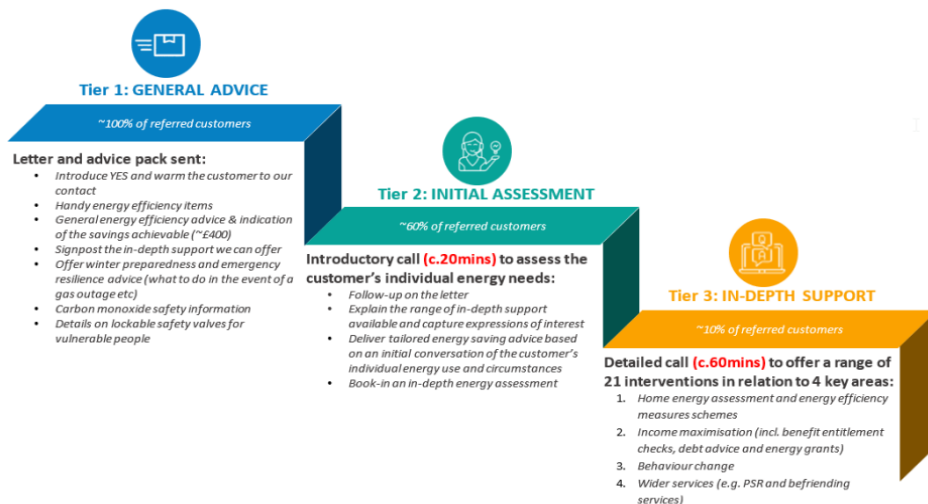 Tier 1: GENERAL ADVICE
~100% of referred customers
Letter and advice pack sent:
• Introduce YES and warm the customer to our
contact
• Handy energy efficiency items
• General energy efficiency advice & indication
of the savings achievable (~£400)
• Signpost the in-depth support we can offer
• Offer winter preparedness and emergency
resilience advice (what to do in the event of a
gas outage etc)
• Carbon monoxide safety information
• Details on lockable safety valves for
vulnerable people
Tier 2: INITIAL ASSESSMENT
~60% of referred customers
Introductory call (c.20mins) to assess the
customer's individual energy needs:
• Follow-up on the letter
• Explain the range of in-depth support
available and capture expressions of interest
• Deliver tailored energy saving advice based
on an initial conversation of the customer's
individual energy use and circumstances
• Book-in an in-depth energy assessment
Tier 3: IN-DEPTH SUPPORT
~10% of referred customers
Detailed call (c.60mins) to offer a range of
21 interventions in relation to 4 key areas:
1. Home energy assessment and energy efficiency
measures schemes
2. Income maximisation (incl. benefit entitlement
checks, debt advice and energy grants)
3. Behaviour change
4. Wider services (e.g. PSR and befriending
services)